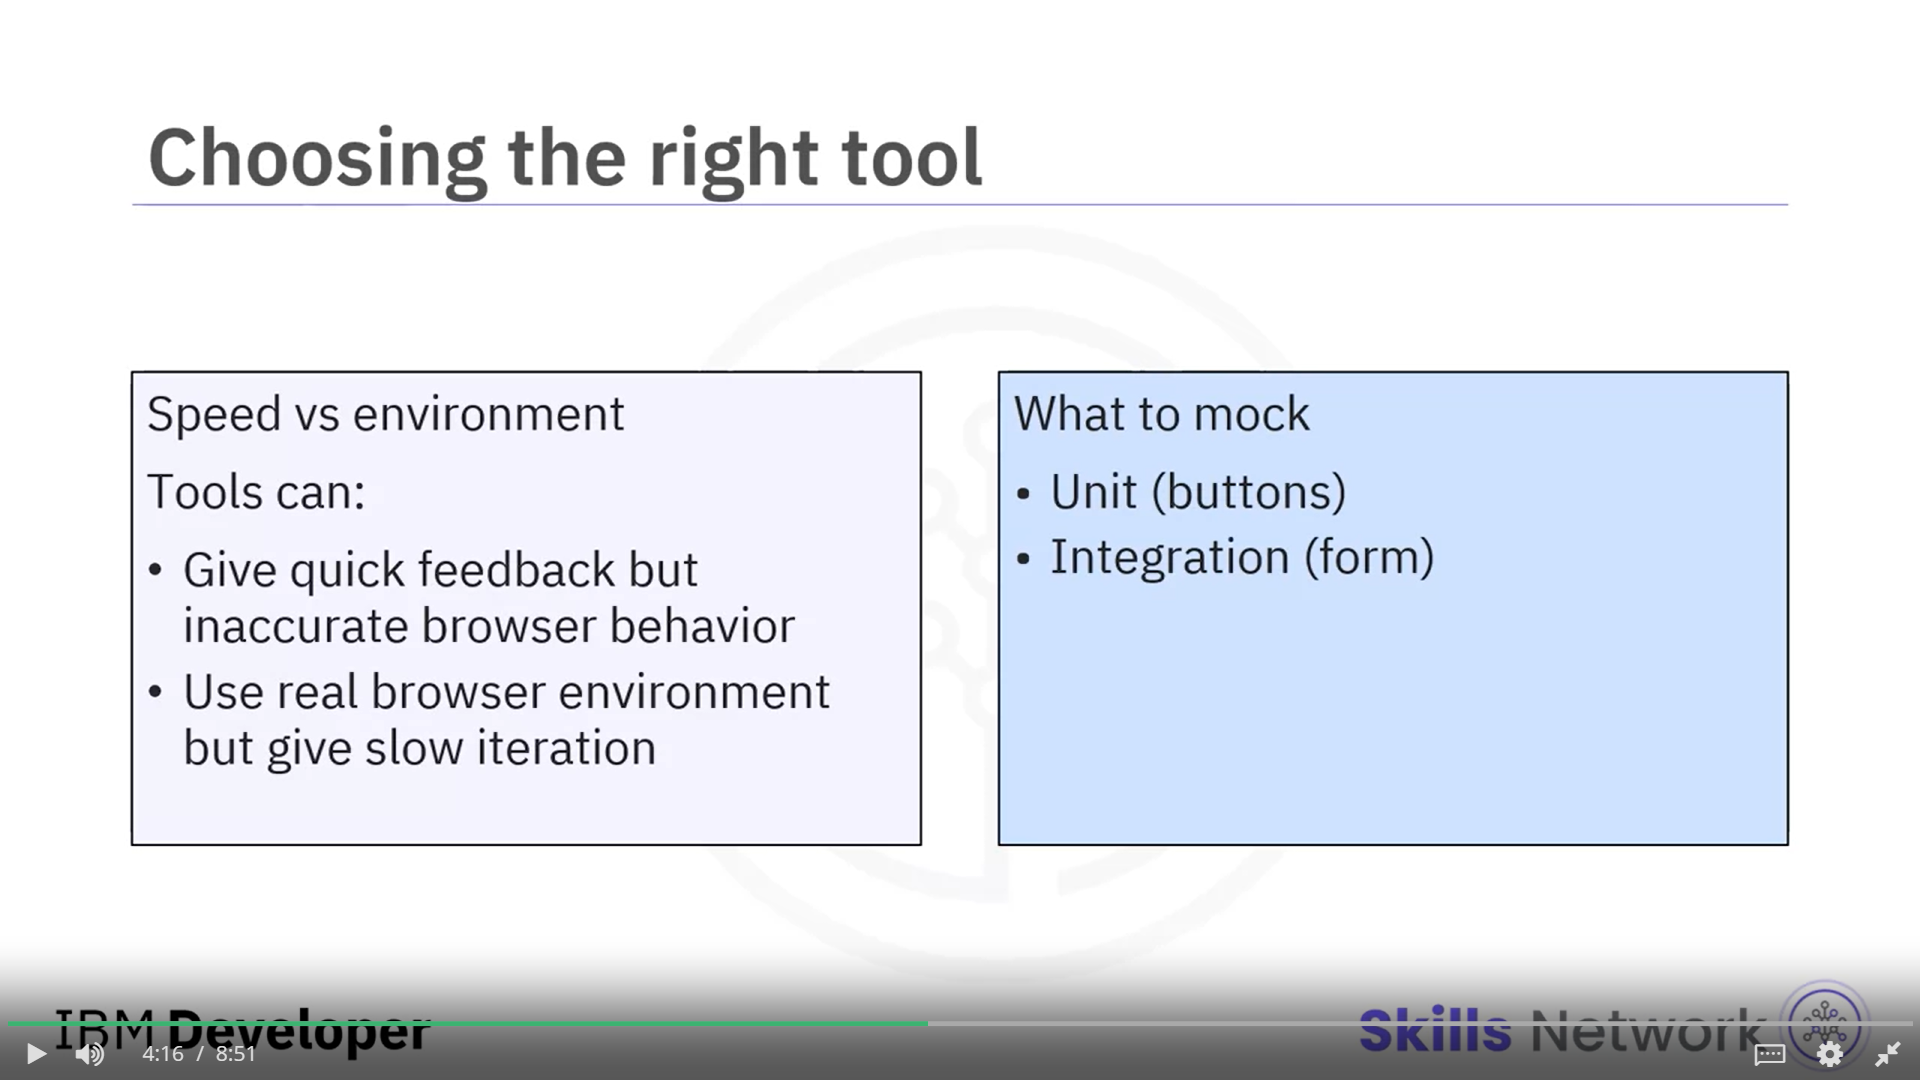 Choosing the right tool
Speed vs environment
Tools can:
• Give quick feedback but
inaccurate browser behavior
• Use real browser environment
but give slow iteration
What to mock
• Unit (buttons)
• Integration (form)
IBM Developer
Skills Network
4:16 / 8:51